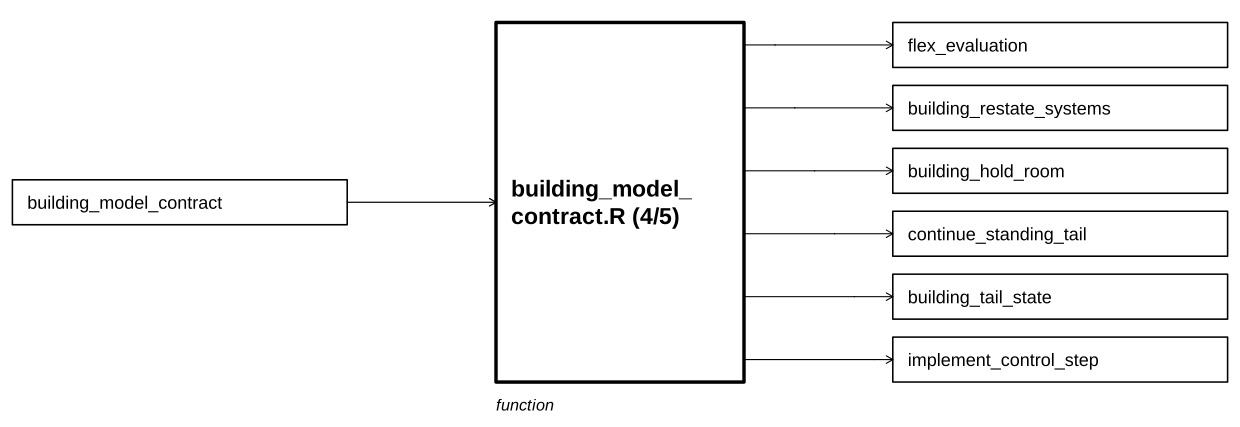 building_model_contract
building_model_
contract.R (4/5)
function
flex_evaluation
building_restate_systems
building_hold_room
continue_standing_tail
building_tail_state
implement_control_step